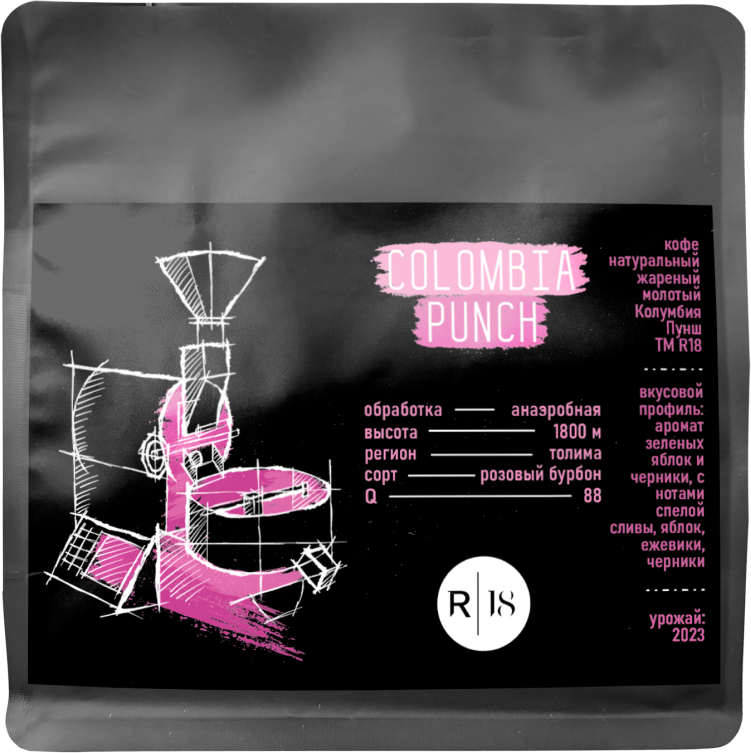 COLOMBIA
PUNCH
обработка анаэробная
высота 1800 м
регион толима
сорт розовый бурбон
Q 88
R 18
кофе
натуральный
жареный
молотый
Колумбия
Пунш
ТМ R18
вкусовой
профиль:
аромат
зеленых
яблок и
черники, с
нотами
спелой
сливы, яблок,
ежевики,
черники
урожай:
2023